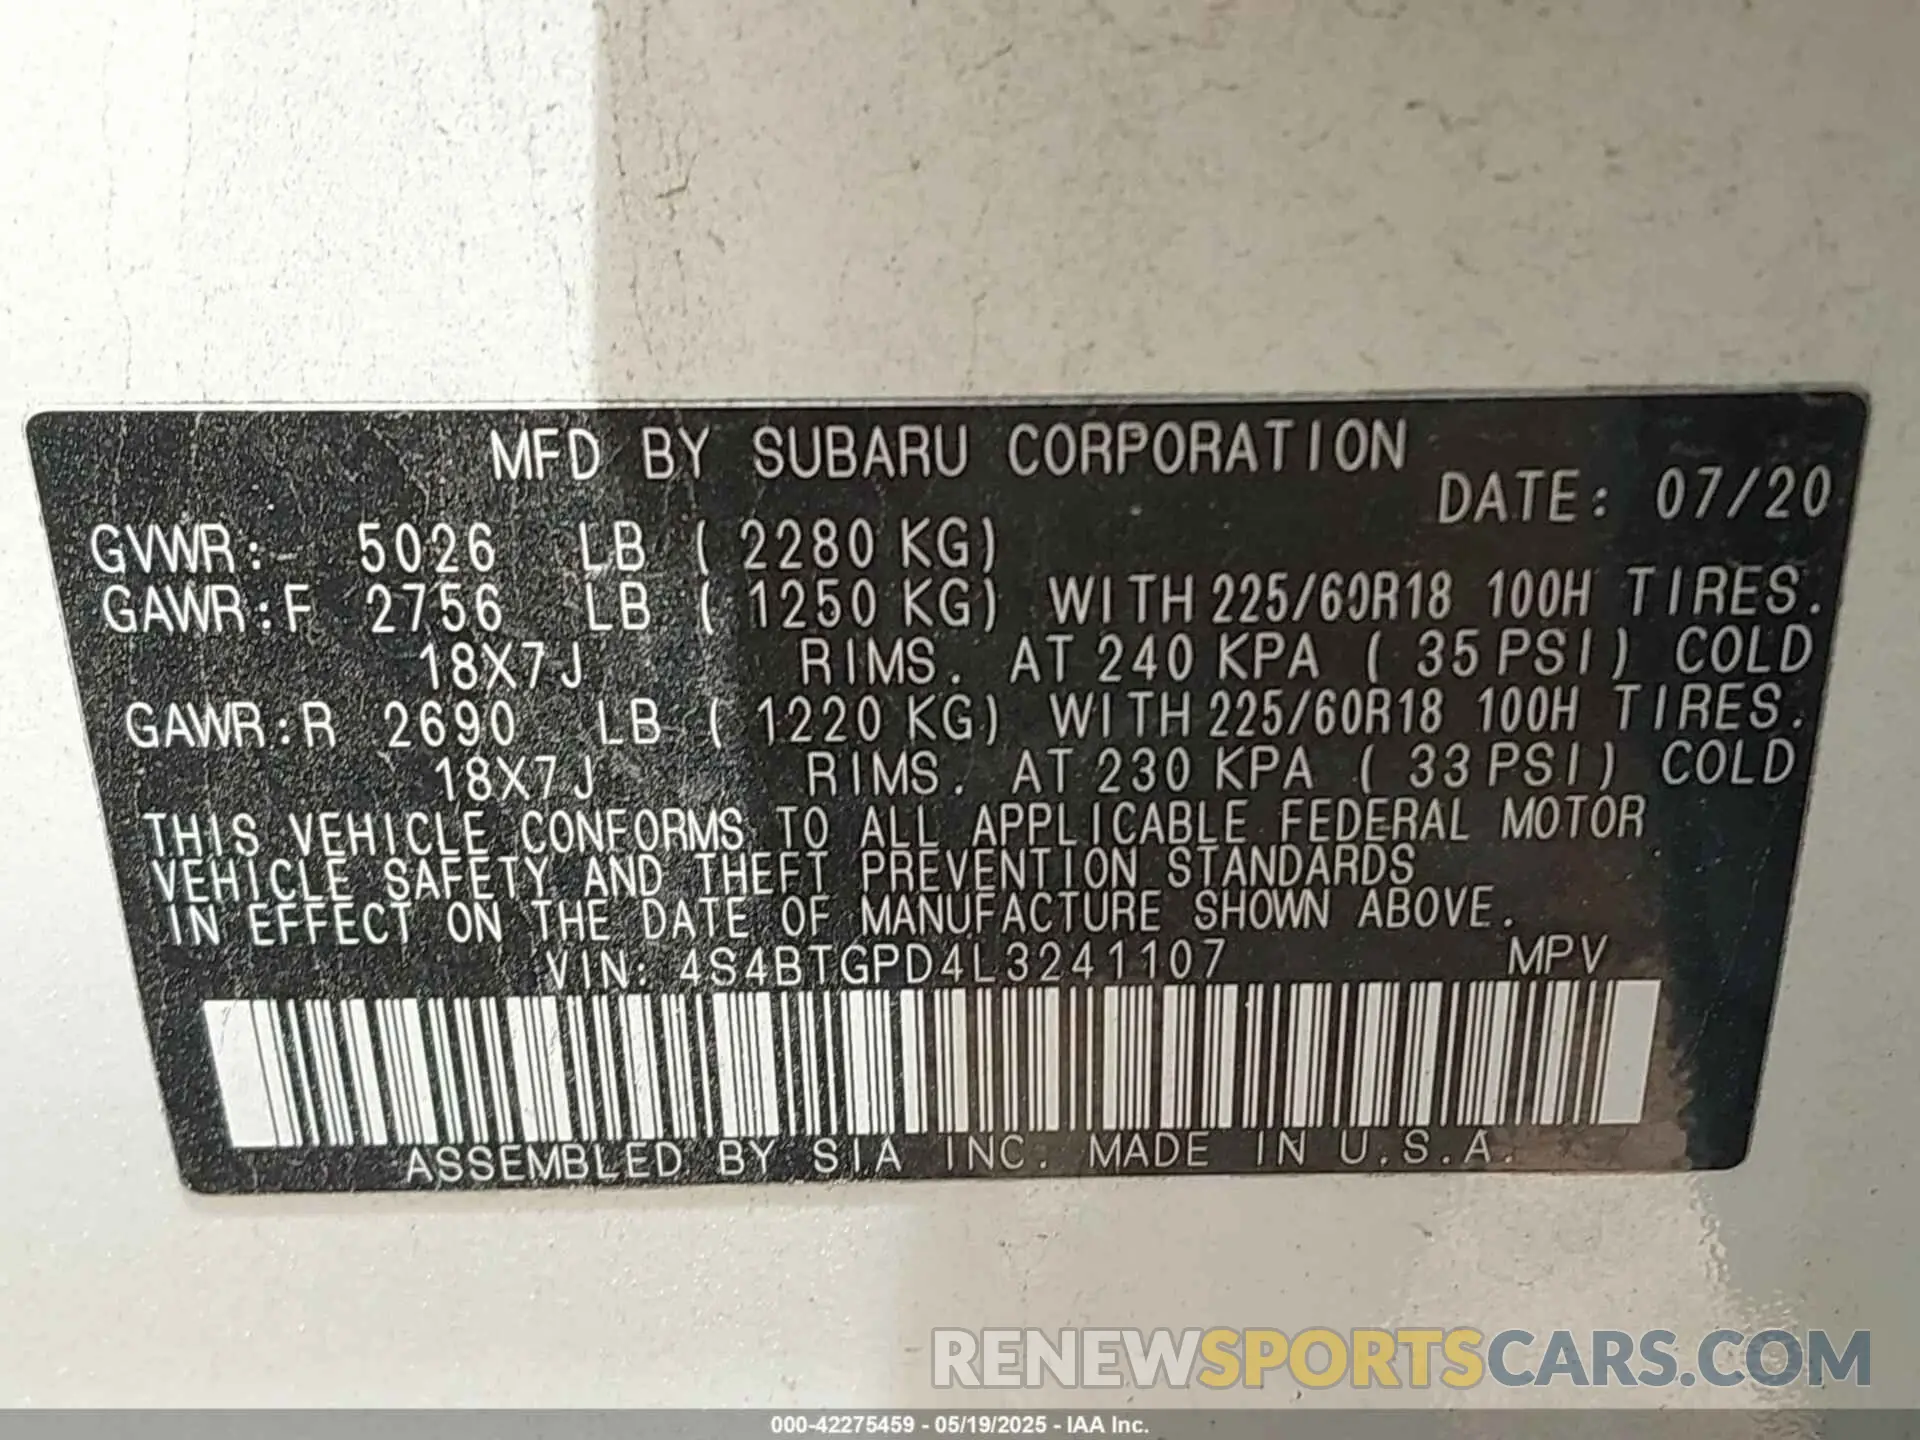 MFD BY SUBARU CORPORATION
DATE: 07/20
GVWR: 5026 LB ( 2280 KG)
GAWR:F 2756 LB ( 1250 KG) WITH 225/60R18 100H TIRES.
18X7J RIMS. AT 240 KPA ( 35 PSI) COLD
GAWR:R 2690 LB ( 1220 KG) WITH 225/60R18 100H TIRES.
18X7J RIMS. AT 230 KPA ( 33 PSI) COLD
THIS VEHICLE CONFORMS TO ALL APPLICABLE FEDERAL MOTOR
VEHICLE SAFETY AND THEFT PREVENTION STANDARDS
IN EFFECT ON THE DATE OF MANUFACTURE SHOWN ABOVE.
VIN: 4S4BTGPD4L3241107 MPV
ASSEMBLED BY SIA INC. MADE IN U.S.A.
RENEWSPORTSCARS.COM
000-42275459 - 05/19/2025 - IAA Inc.